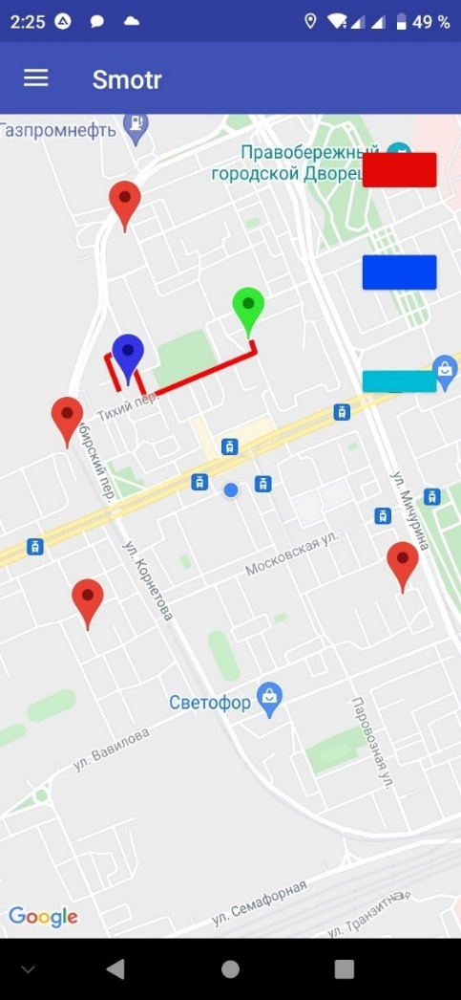 2:25
49 %
Smotr
Газпромнефть
Правобережный
городской Дворец
Тихий пер.
ибирский пер.
ул. Мичурина
Московская ул.
ул. Корнетова
Светофор
Паровозная ул.
ул. Вавилова
ул. Семафорная
ул. Транзитная
Google